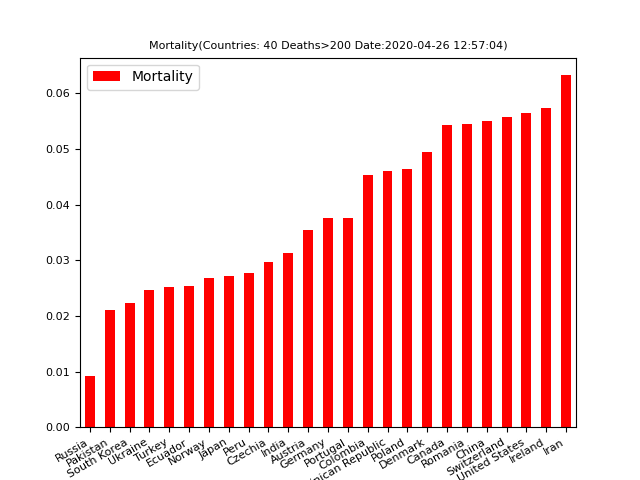 Mortality(Countries: 40 Deaths>200 Date:2020-04-26 12:57:04)
Mortality
0.06
0.05
0.04
0.03
0.02
0.01
0.00
Russia
Pakistan
South Korea
Ukraine
Turkey
Ecuador
Norway
Japan
Peru
Czechia
India
Austria
Germany
Portugal
Colombia
Republic
Poland
Denmark
Canada
Romania
China
Switzerland
United States
Ireland
Iran